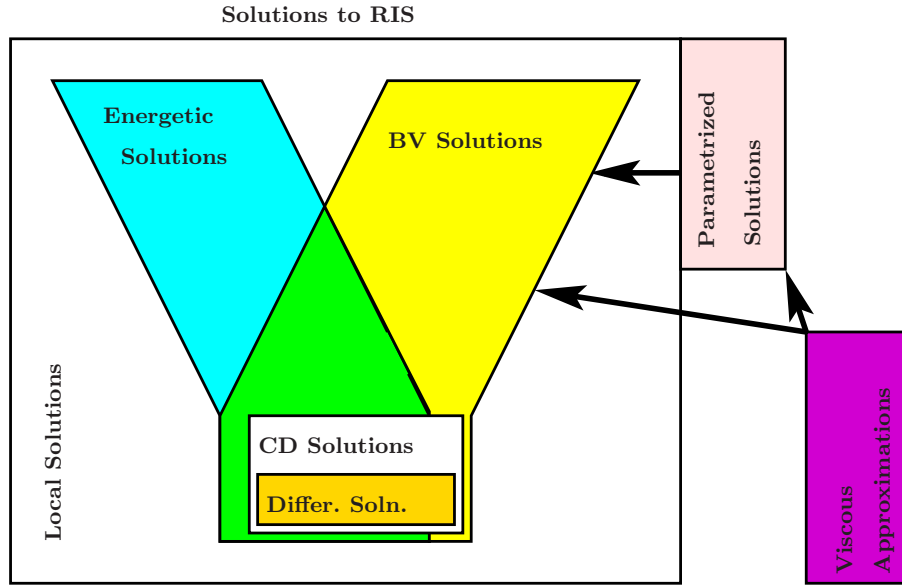 Solutions to RIS
Energetic
Solutions
BV Solutions
Parametrized
Solutions
Local Solutions
CD Solutions
Differ. Soln.
Viscous
Approximations